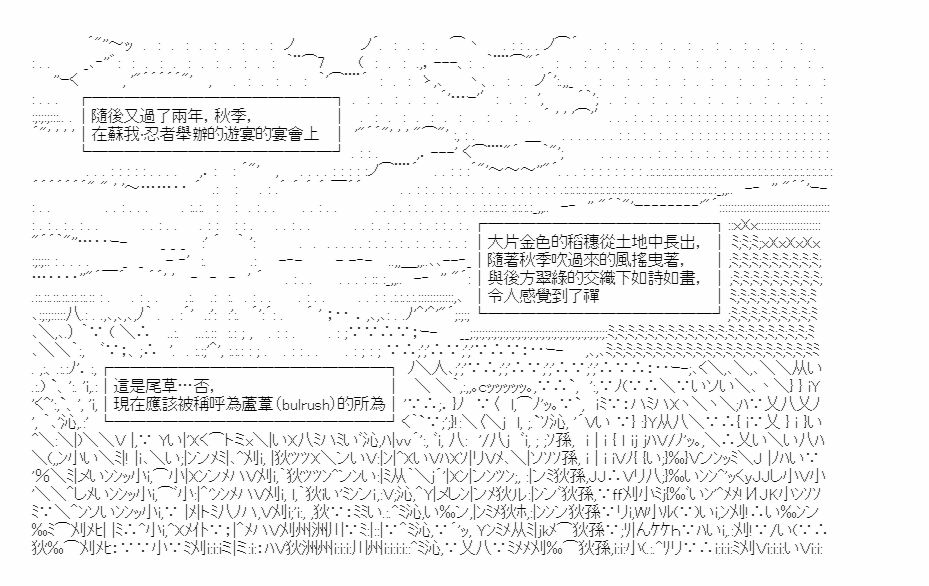 隨後又過了兩年，秋季，
在蘇我‧忍者舉辦的遊宴的宴會上
大片金色的稻穗從土地中長出，
隨著秋季吹過來的風搖曳著，
與後方翠綠的交織下如詩如畫，
令人感覺到了禪
這是尾草…否，
現在應該被稱呼為蘆葦(bulrush)的所為